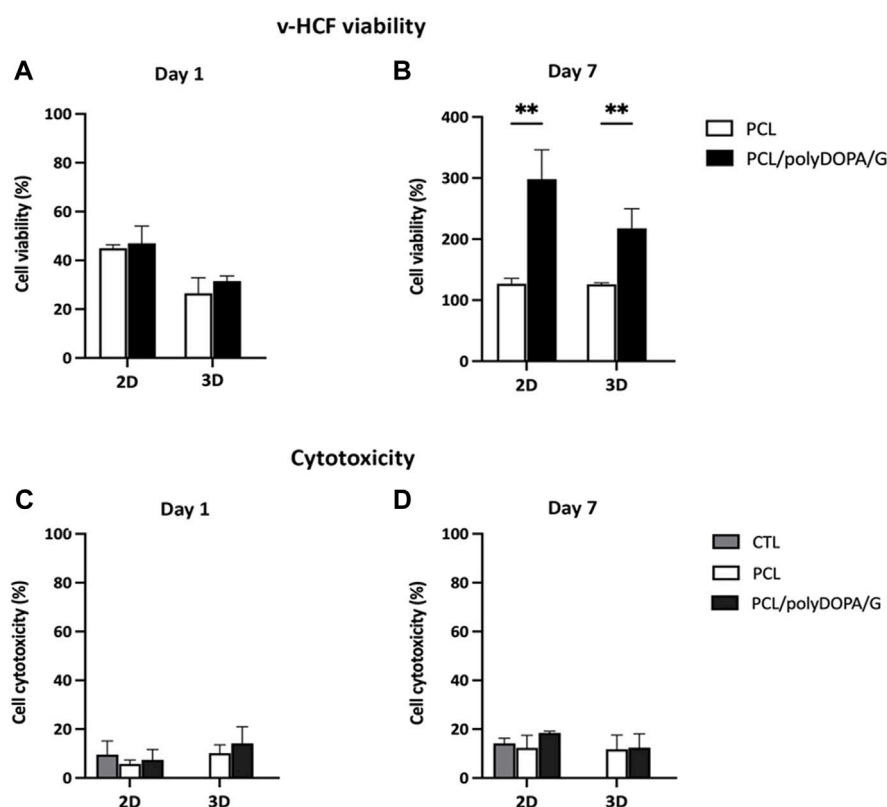 v-HCF viability
A
Day 1
Cell viability (%)
100
80
60
40
20
0
2D
3D
B
Day 7
Cell viability (%)
400
300
200
100
0
**
**
2D
3D
PCL
PCL/polyDOPA/G
Cytotoxicity
C
Day 1
Cell cytotoxicity (%)
100
80
60
40
20
0
2D
3D
D
Day 7
Cell cytotoxicity (%)
100
80
60
40
20
0
2D
3D
CTL
PCL
PCL/polyDOPA/G